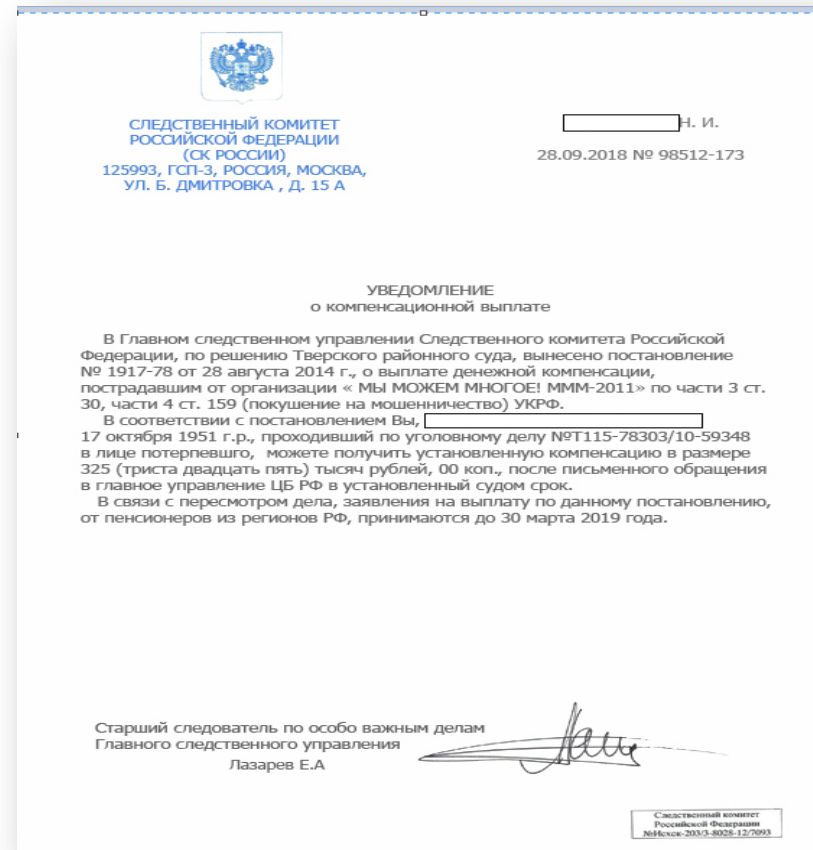 СЛЕДСТВЕННЫЙ КОМИТЕТ
РОССИЙСКОЙ ФЕДЕРАЦИИ
(СК РОССИИ)
125993, ГСП-3, РОССИЯ, МОСКВА,
УЛ. Б. ДМИТРОВКА , Д. 15 А
Н. И.
28.09.2018 № 98512-173
УВЕДОМЛЕНИЕ
о компенсационной выплате
В Главном следственном управлении Следственного комитета Российской
Федерации, по решению Тверского районного суда, вынесено постановление
№ 1917-78 от 28 августа 2014 г., о выплате денежной компенсации,
пострадавшим от организации « МЫ МОЖЕМ МНОГОЕ! МММ-2011» по части 3 ст.
30, части 4 ст. 159 (покушение на мошенничество) УКРФ.
В соответствии с постановлением Вы,
17 октября 1951 г.р., проходивший по уголовному делу №Т115-78303/10-59348
в лице потерпевшго, можете получить установленную компенсацию в размере
325 (триста двадцать пять) тысяч рублей, 00 коп., после письменного обращения
в главное управление ЦБ РФ в установленный судом срок.
В связи с пересмотром дела, заявления на выплату по данному постановлению,
от пенсионеров из регионов РФ, принимаются до 30 марта 2019 года.
Старший следователь по особо важным делам
Главного следственного управления
Лазарев Е.А
Следственный комитет
Российской Федерации
203/3-8028-12/7093